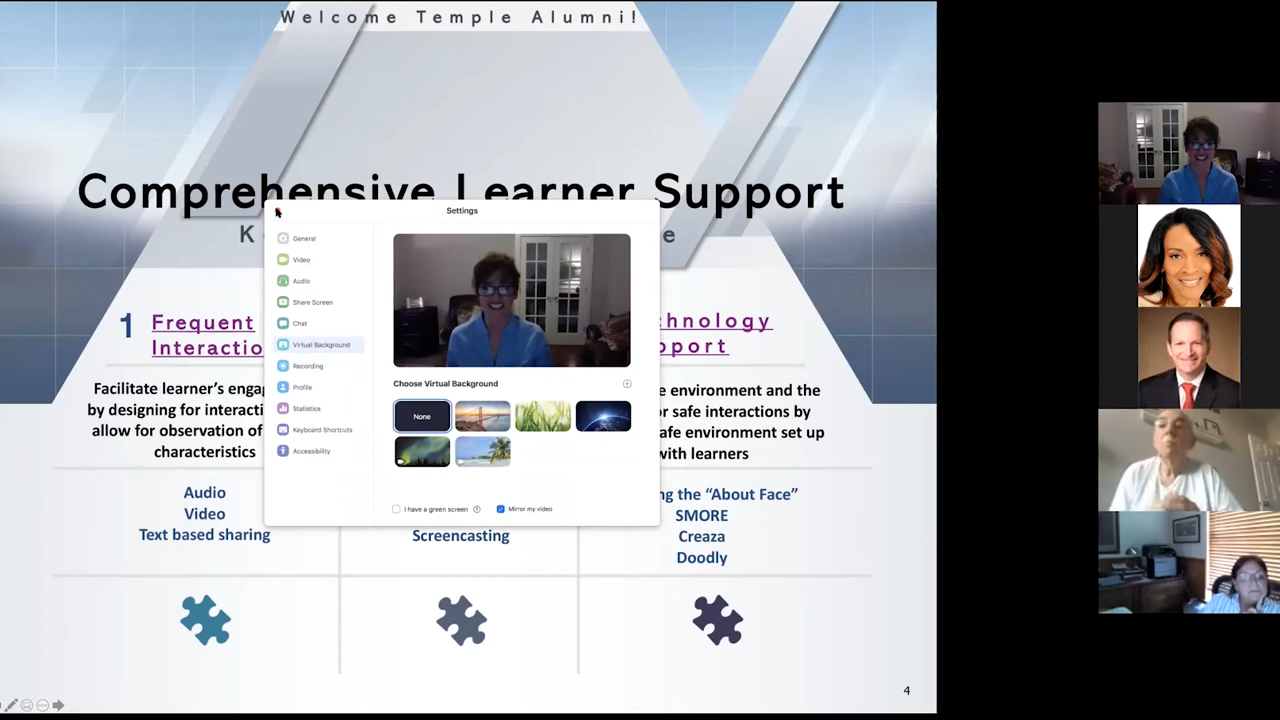 Welcome Temple Alumni!
Comprehensive Learner Support
K
e
Settings
General
Video
Audio
Share Screen
Chat
Virtual Background
Recording
Profile
Statistics
Keyboard Shortcuts
Accessibility
Choose Virtual Background
None
I have a green screen
Mirror my video
1 Frequent
Interactio
Facilitate learner's engag
by designing for interacti
allow for observation of
characteristics
Audio
Video
Text based sharing
Screencasting
chnology
port
e environment and the
or safe interactions by
afe environment set up
with learners
ng the “About Face”
SMORE
Creaza
Doodly
4